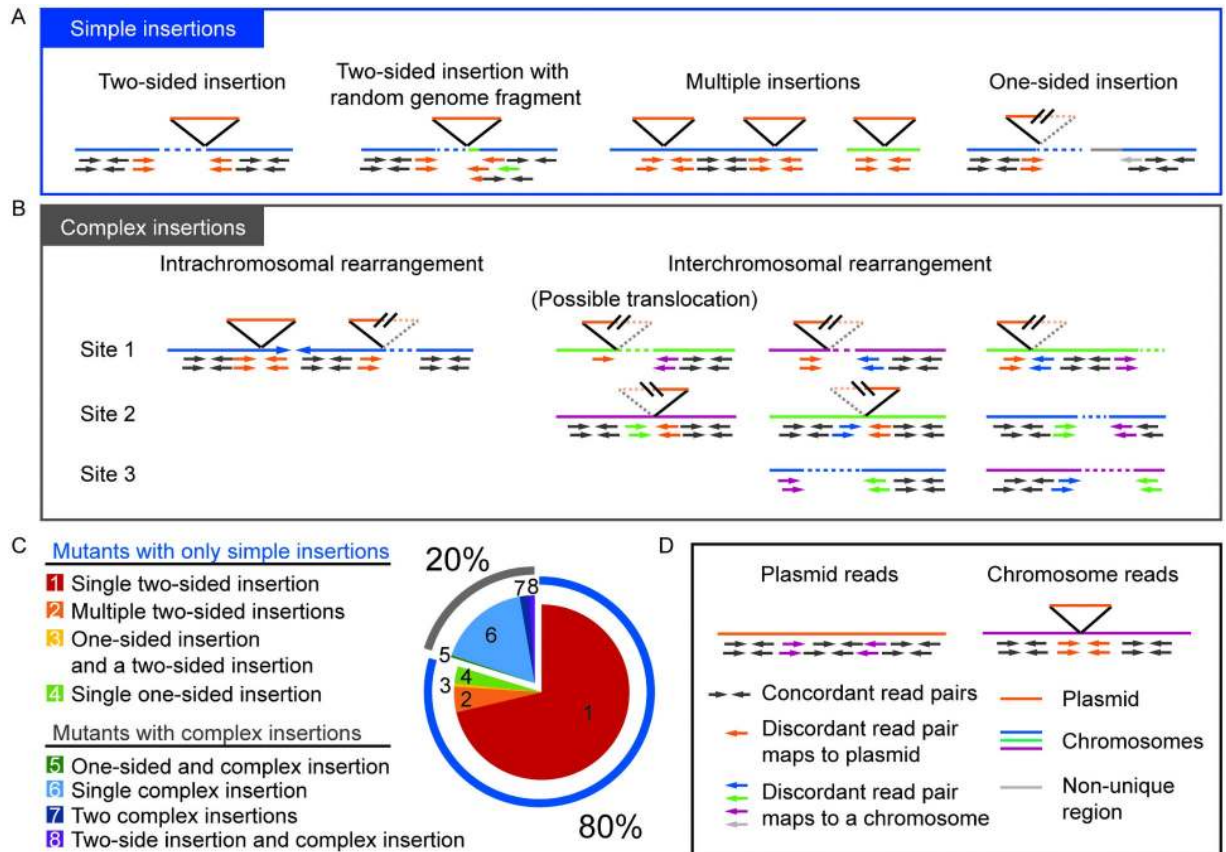 A
Simple insertions
Two-sided insertion
Two-sided insertion with
random genome fragment
Multiple insertions
One-sided insertion
B
Complex insertions
Intrachromosomal rearrangement
Interchromosomal rearrangement
(Possible translocation)
Site 1
Site 2
Site 3
C
Mutants with only simple insertions
1 Single two-sided insertion
2 Multiple two-sided insertions
3 One-sided insertion
and a two-sided insertion
4 Single one-sided insertion
Mutants with complex insertions
5 One-sided and complex insertion
6 Single complex insertion
7 Two complex insertions
8 Two-side insertion and complex insertion
20%
7 8
6
5
4
3
2
1
80%
D
Plasmid reads
Chromosome reads
Concordant read pairs
Discordant read pair
maps to plasmid
Discordant read pair
maps to a chromosome
Plasmid
Chromosomes
Non-unique
region